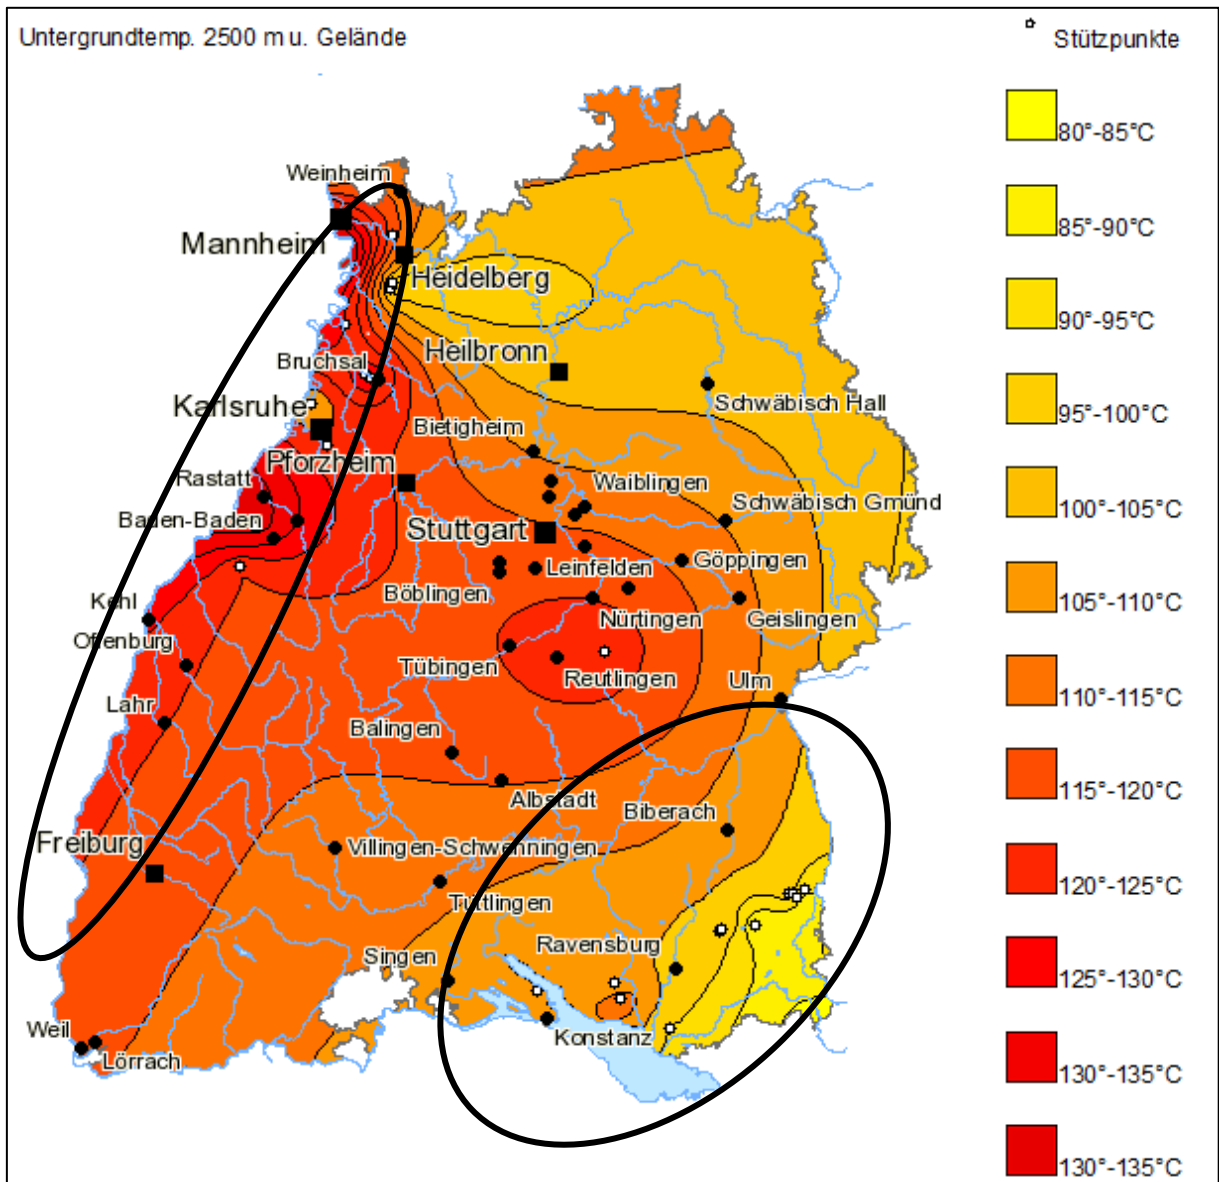 Untergrundtemp. 2500 m u. Gelände
Stützpunkte
80°-85°C
85°-90°C
90°-95°C
95°-100°C
100°-105°C
105°-110°C
110°-115°C
115°-120°C
120°-125°C
125°-130°C
130°-135°C
130°-135°C
Weinheim
Mannheim
Heidelberg
Heilbronn
Bruchsal
Karlsruhe
Schwäbisch Hall
Bietigheim
Pforzheim
Rastatt
Waiblingen
Schwäbisch Gmünd
Baden-Baden
Stuttgart
Leinfelden
Göppingen
Böblingen
Kehl
Nürtingen
Geislingen
Offenburg
Tübingen
Reutlingen
Ulm
Lahr
Balingen
Albstadt
Biberach
Freiburg
Villingen-Schwenningen
Tuttlingen
Singen
Ravensburg
Weil
Konstanz
Lörrach